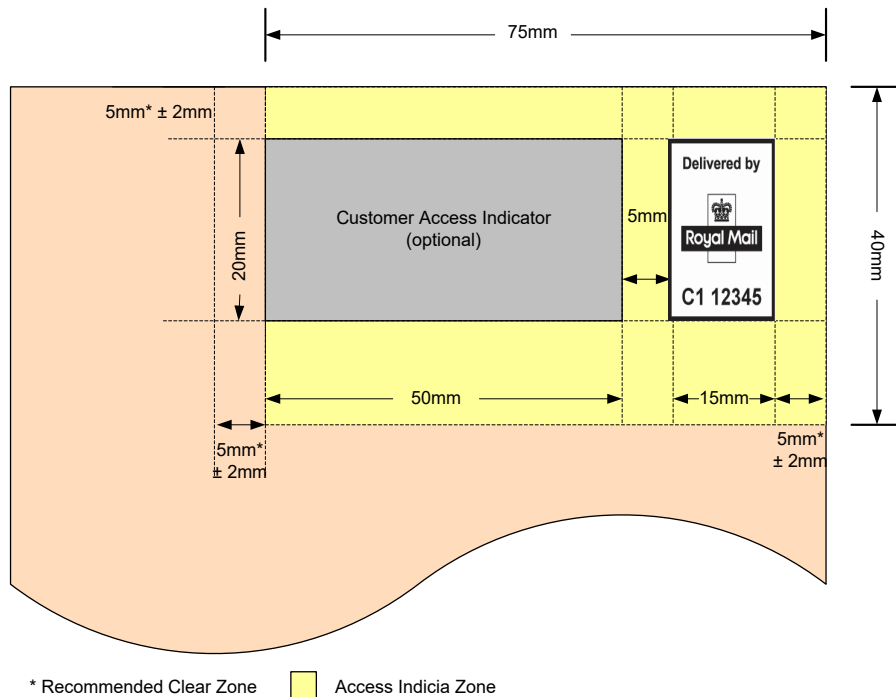 75mm
5mm* ± 2mm
Delivered by
Customer Access Indicator
(optional)
5mm
Royal Mail
20mm
40mm
C1 12345
50mm
15mm
5mm*
± 2mm
5mm*
± 2mm
* Recommended Clear Zone
Access Indicia Zone